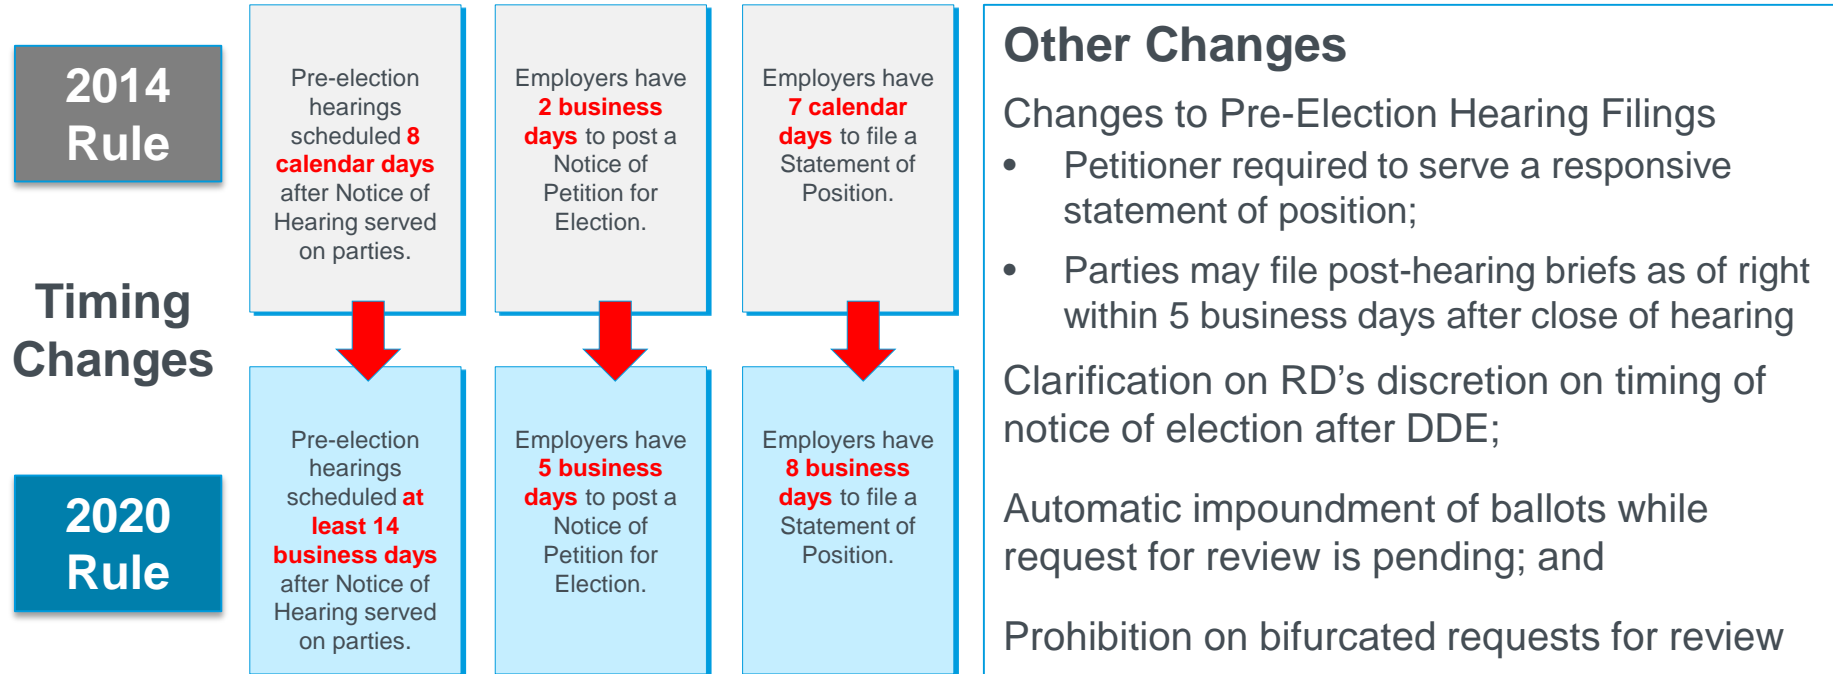 2014
Rule
Timing
Changes
2020
Rule
Pre-election
hearings
scheduled 8
calendar days
after Notice of
Hearing served
on parties.
Employers have
2 business
days to post a
Notice of
Petition for
Election.
Employers have
7 calendar
days to file a
Statement of
Position.
Pre-election
hearings
scheduled at
least 14
business days
after Notice of
Hearing served
on parties.
Employers have
5 business
days to post a
Notice of
Petition for
Election.
Employers have
8 business
days to file a
Statement of
Position.
Other Changes
Changes to Pre-Election Hearing Filings
• Petitioner required to serve a responsive
statement of position;
• Parties may file post-hearing briefs as of right
within 5 business days after close of hearing
Clarification on RD’s discretion on timing of
notice of election after DDE;
Automatic impoundment of ballots while
request for review is pending; and
Prohibition on bifurcated requests for review